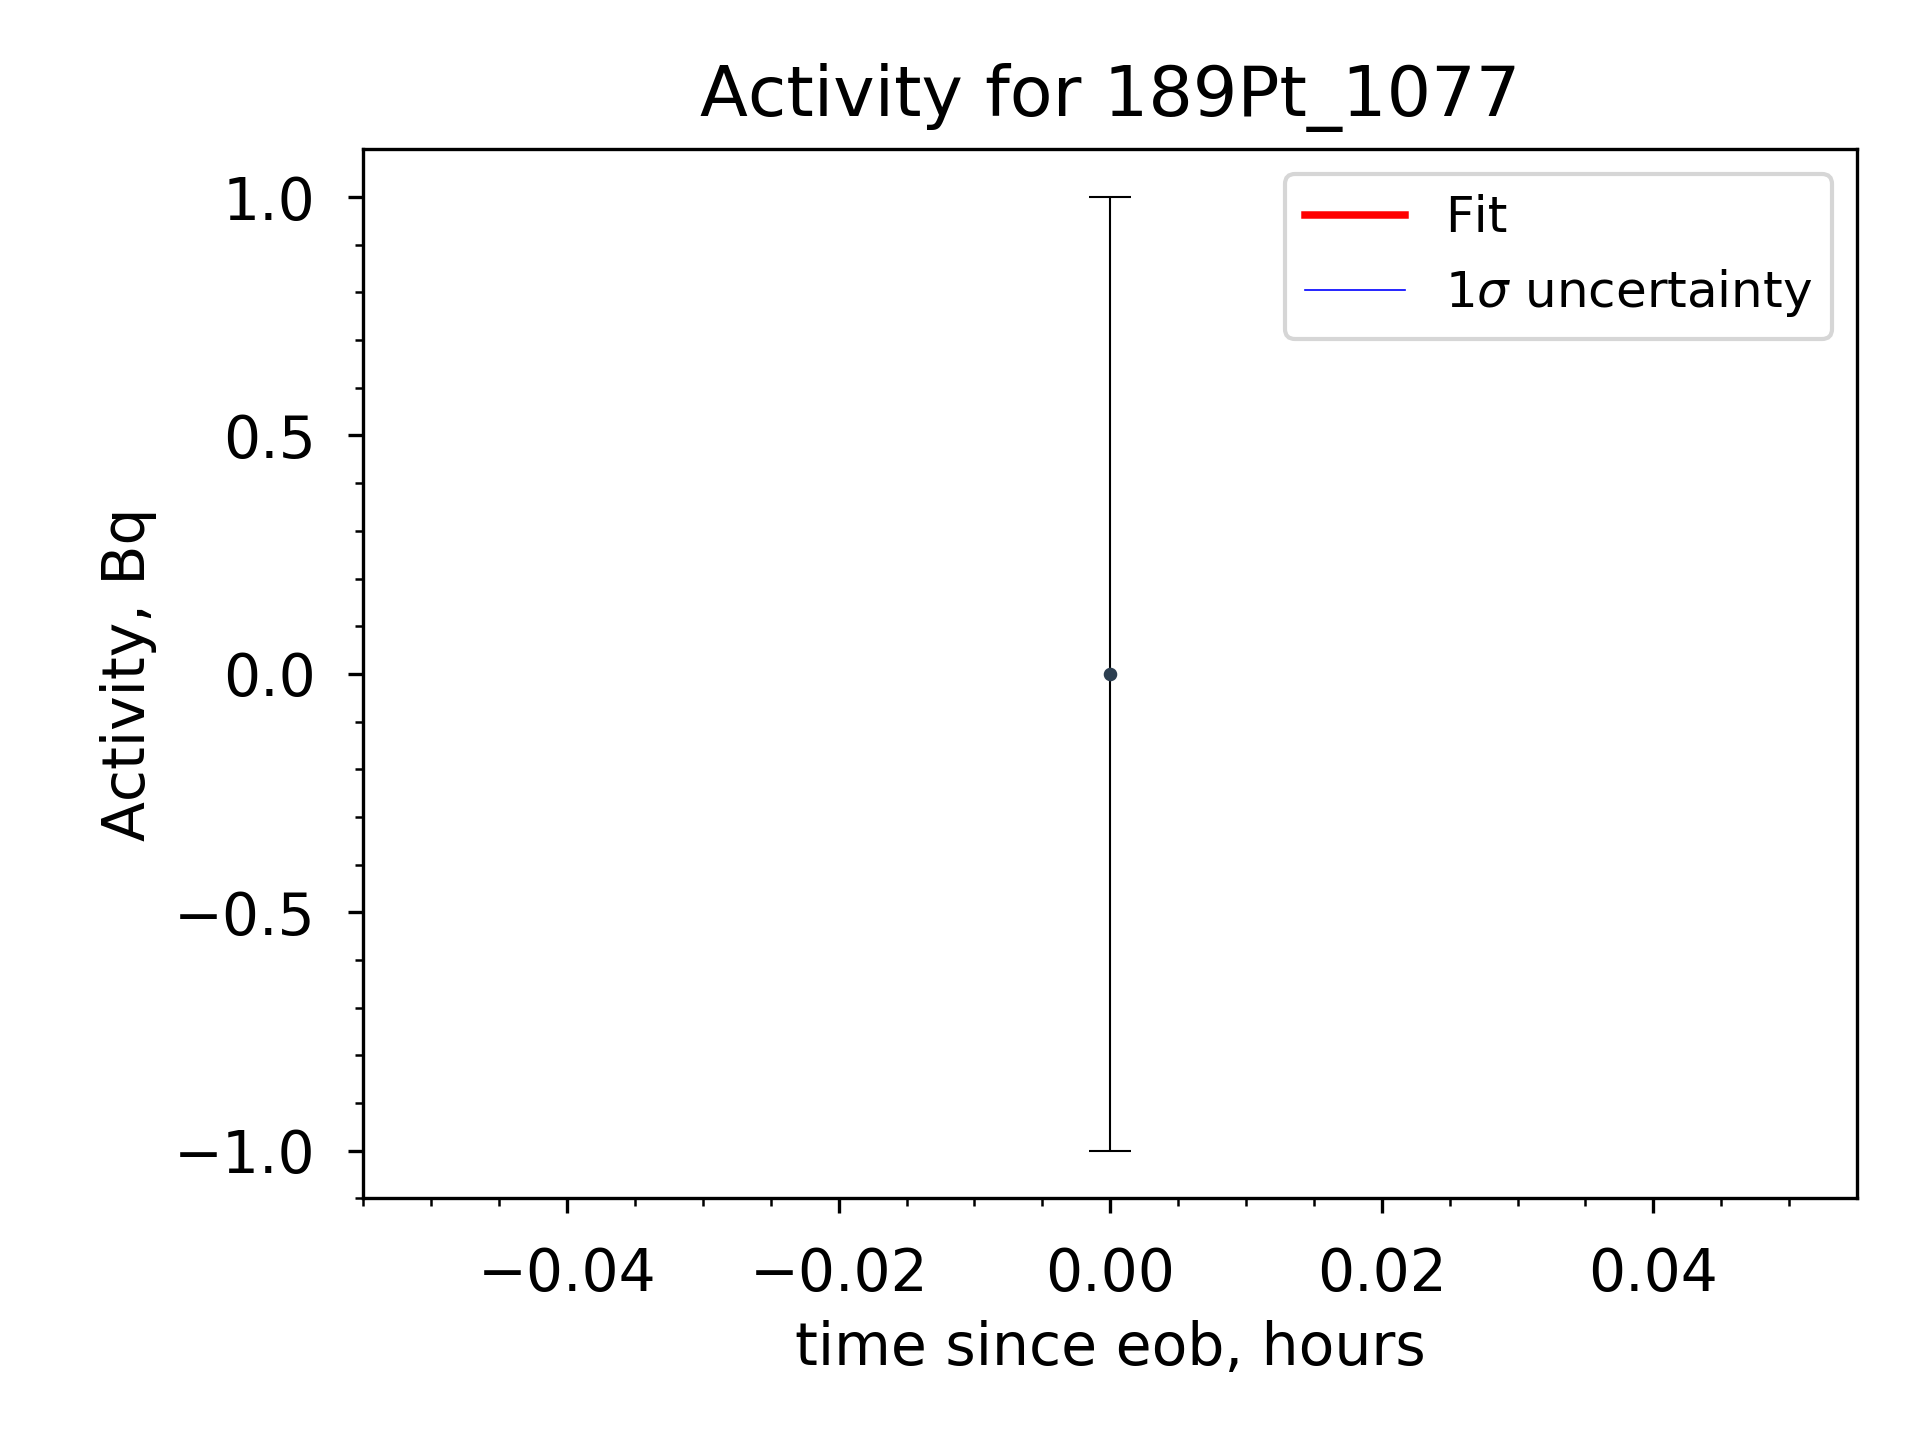 Activity for 189Pt_1077
Fit
1σ uncertainty
1.0
0.5
0.0
−0.5
−1.0
Activity, Bq
−0.04
−0.02
0.00
0.02
0.04
time since eob, hours